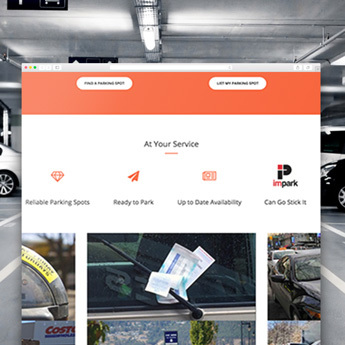 FIND A PARKING SPOT
LIST MY PARKING SPOT
At Your Service
impark
Reliable Parking Spots
Ready to Park
Up to Date Availability
Can Go Stick It
COSTCO